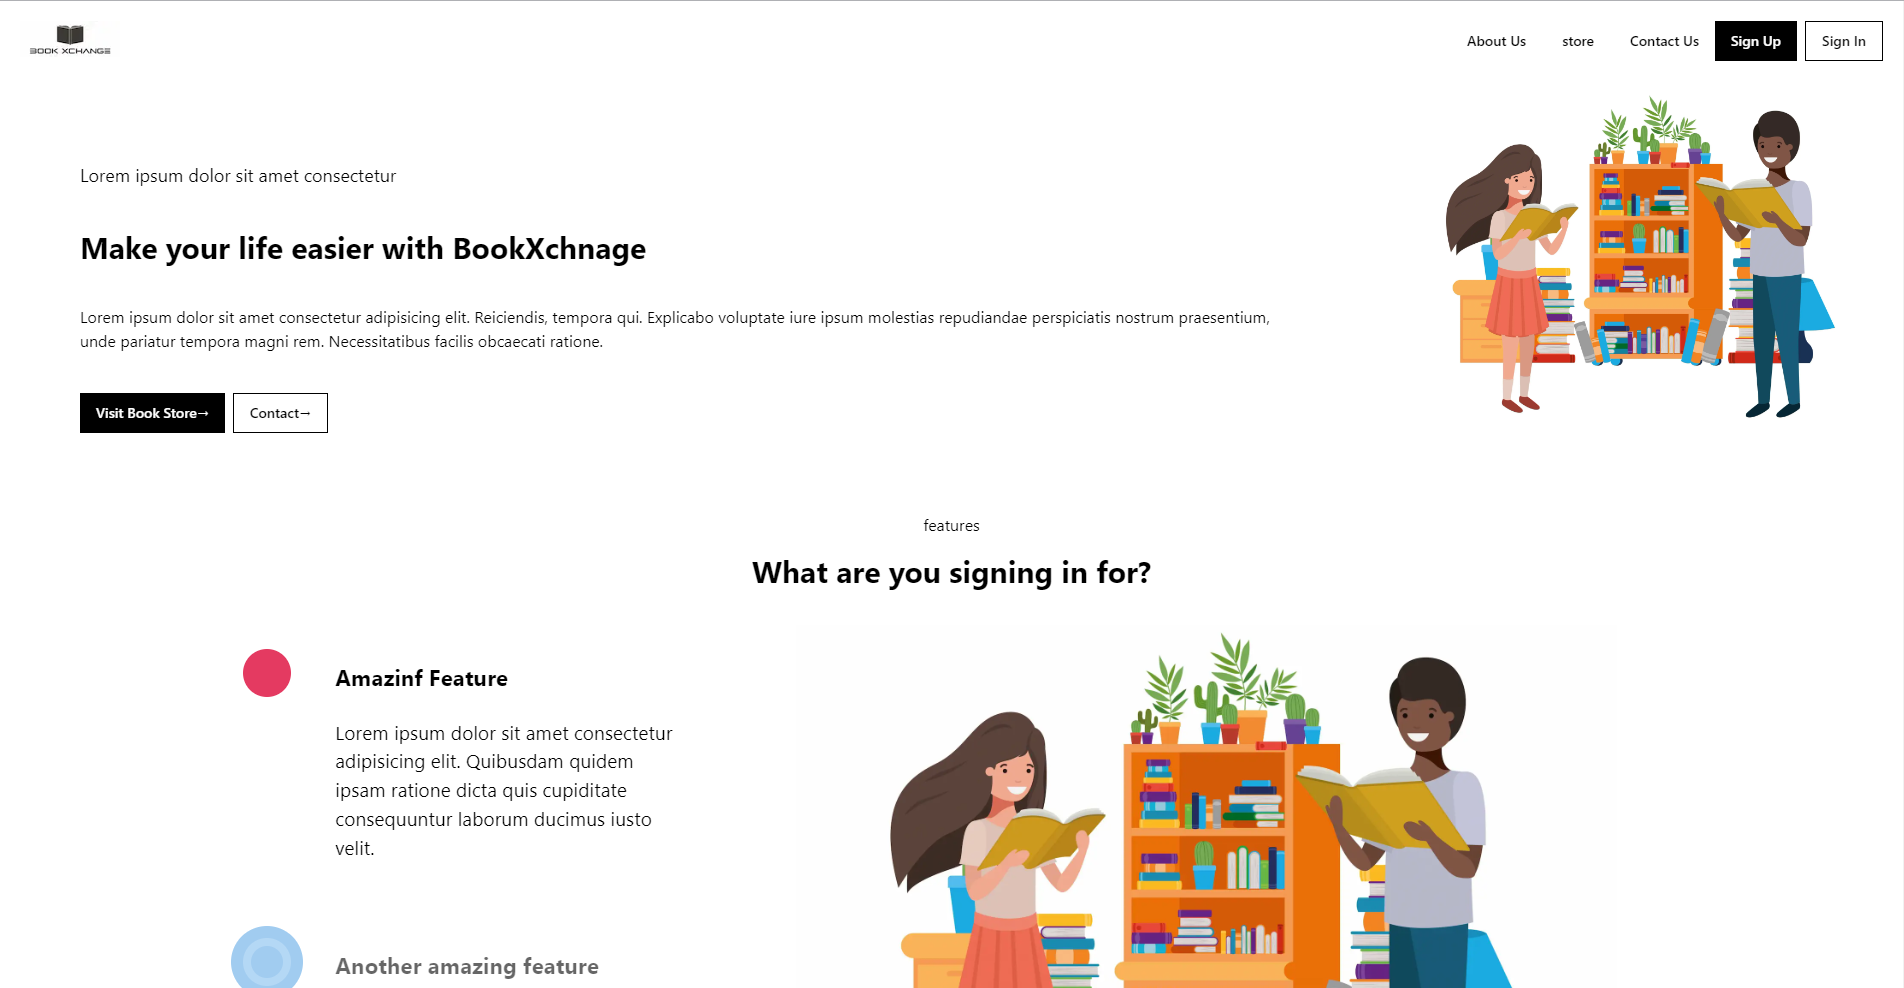 BOOK XCHANGE
About Us
store
Contact Us
Sign Up
Sign In
Lorem ipsum dolor sit amet consectetur
Make your life easier with BookXchnage
Lorem ipsum dolor sit amet consectetur adipisicing elit. Reiciendis, tempora qui. Explicabo voluptate iure ipsum molestias repudiandae perspiciatis nostrum praesentium,
unde pariatur tempora magni rem. Necessitatibus facilis obcaecati ratione.
Visit Book Store→
Contact→
features
What are you signing in for?
Amazinf Feature
Lorem ipsum dolor sit amet consectetur
adipisicing elit. Quibusdam quidem
ipsam ratione dicta quis cupiditate
consequuntur laborum ducimus iusto
velit.
Another amazing feature